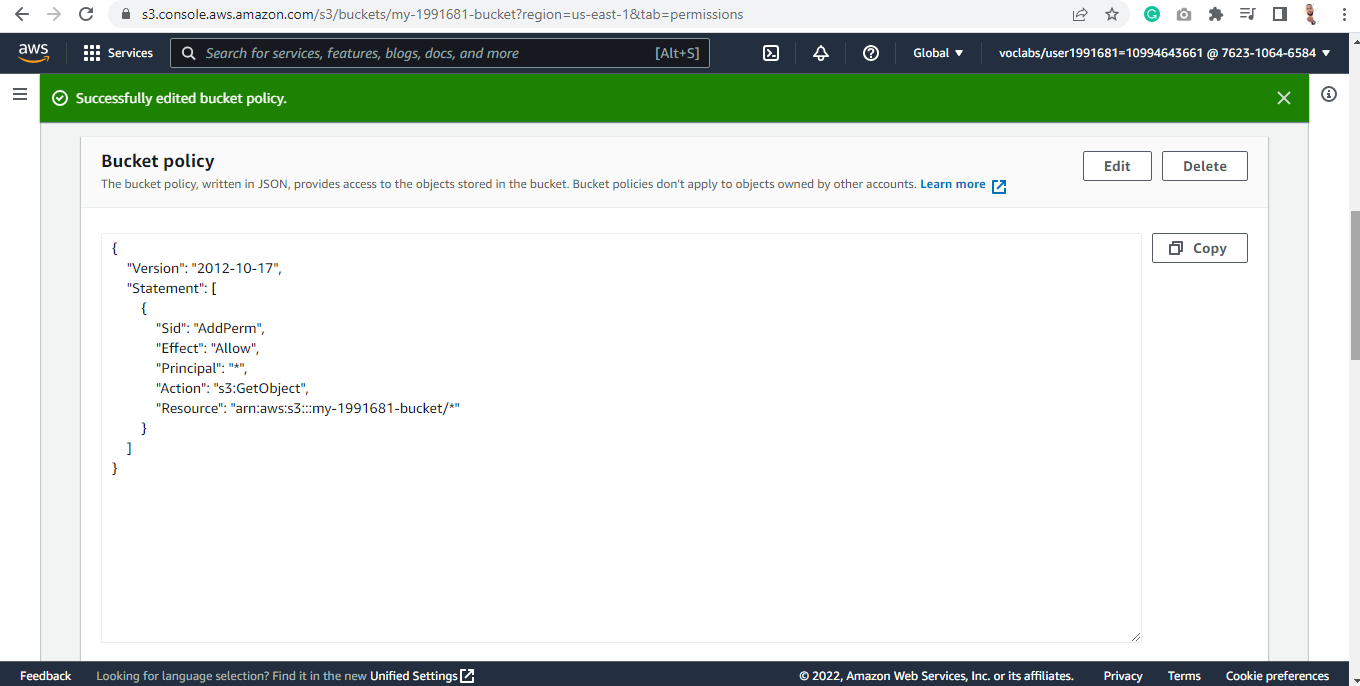 s3.console.aws.amazon.com/s3/buckets/my-1991681-bucket?region=us-east-1&tab=permissions
aws Services Search for services, features, blogs, docs, and more [Alt+S] Global voclabs/user1991681=10994643661 @ 7623-1064-6584
Successfully edited bucket policy.
Bucket policy
The bucket policy, written in JSON, provides access to the objects stored in the bucket. Bucket policies don't apply to objects owned by other accounts. Learn more
Edit Delete
Copy
{
"Version": "2012-10-17",
"Statement": [
{
"Sid": "AddPerm",
"Effect": "Allow",
"Principal": "*",
"Action": "s3:GetObject",
"Resource": "arn:aws:s3:::my-1991681-bucket/*"
}
]
}
Feedback Looking for language selection? Find it in the new Unified Settings © 2022, Amazon Web Services, Inc. or its affiliates. Privacy Terms Cookie preferences